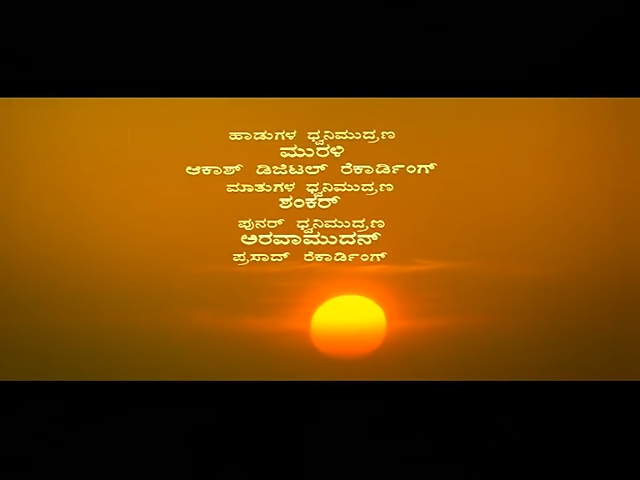 ಹಾಡುಗಳ ಧ್ವನಿಮುದ್ರಣ
ಮುರಳಿ
ಆಕಾಶ್ ಡಿಜಿಟಲ್ ರೆಕಾರ್ಡಿಂಗ್
ಮಾತುಗಳ ಧ್ವನಿಮುದ್ರಣ
ಶಂಕರ್
ಪುನರ್ ಧ್ವನಿಮುದ್ರಣ
ಅರವಾಮುದನ್
ಪ್ರಸಾದ್ ರೆಕಾರ್ಡಿಂಗ್